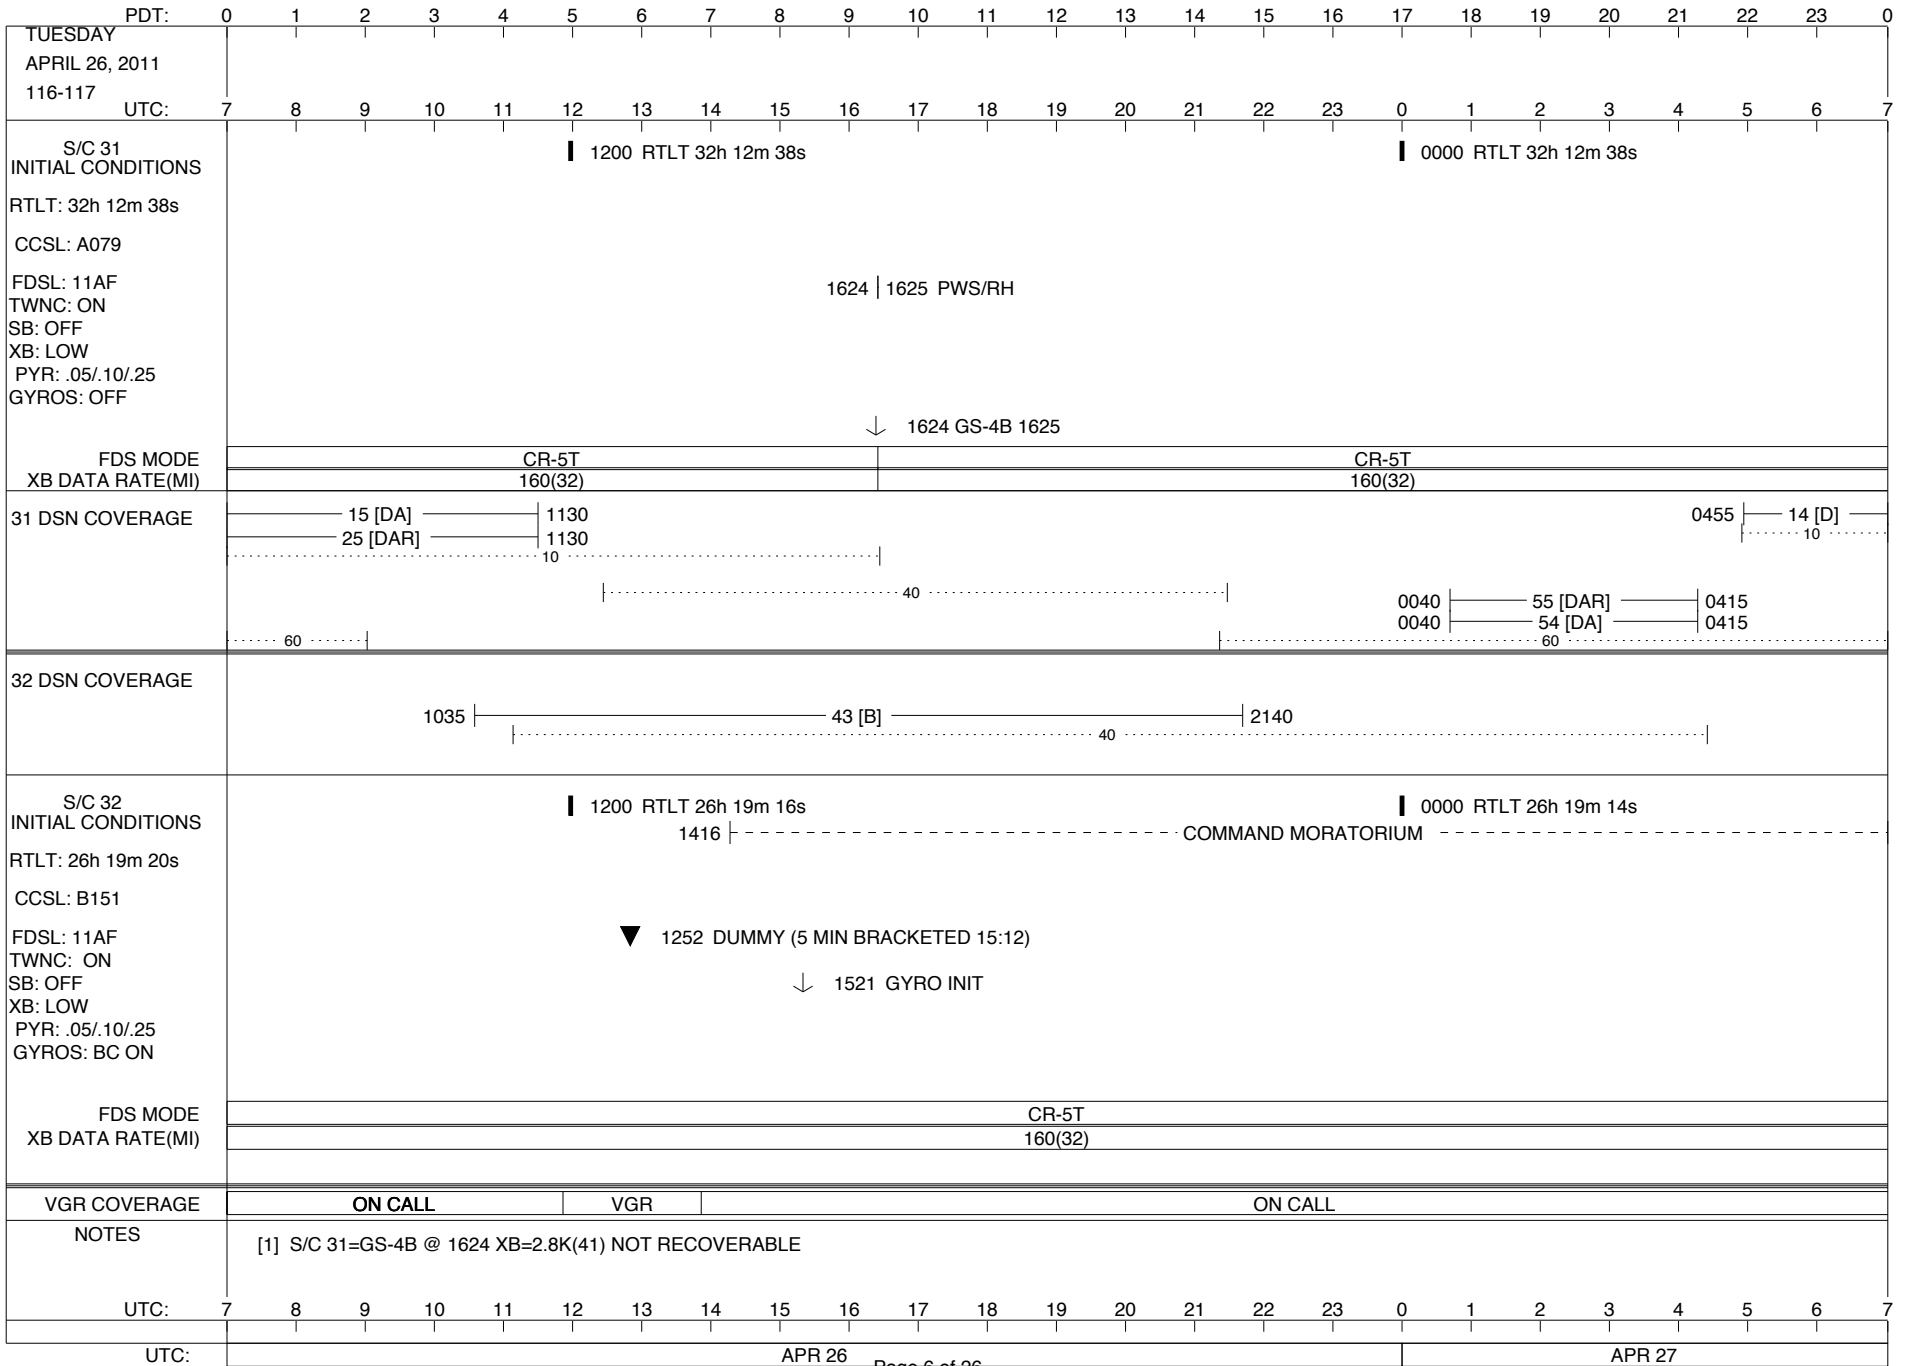 PDT: 0 1 2 3 4 5 6 7 8 9 10 11 12 13 14 15 16 17 18 19 20 21 22 23 0
TUESDAY
APRIL 26, 2011
116-117
UTC: 7 8 9 10 11 12 13 14 15 16 17 18 19 20 21 22 23 0 1 2 3 4 5 6 7
S/C 31
INITIAL CONDITIONS
1200 RTLT 32h 12m 38s
0000 RTLT 32h 12m 38s
RTLT: 32h 12m 38s
CCSL: A079
FDSL: 11AF
1624 1625 PWS/RH
TWNC: ON
SB: OFF
XB: LOW
PYR: .05/.10/.25
GYROS: OFF
1624 GS-4B 1625
FDS MODE CR-5T CR-5T
XB DATA RATE(MI) 160(32) 160(32)
31 DSN COVERAGE
15 [DA] 1130 0455 14 [D]
25 [DAR] 1130 10
10
40
0040 55 [DAR] 0415
0040 54 [DA] 0415
60 60
32 DSN COVERAGE
1035 43 [B] 2140
40
S/C 32
INITIAL CONDITIONS
1200 RTLT 26h 19m 16s
0000 RTLT 26h 19m 14s
1416 COMMAND MORATORIUM
RTLT: 26h 19m 20s
CCSL: B151
FDSL: 11AF
1252 DUMMY (5 MIN BRACKETED 15:12)
TWNC: ON
SB: OFF
1521 GYRO INIT
XB: LOW
PYR: .05/.10/.25
GYROS: BC ON
FDS MODE CR-5T
XB DATA RATE(MI) 160(32)
VGR COVERAGE ON CALL VGR ON CALL
NOTES
[1] S/C 31=GS-4B @ 1624 XB=2.8K(41) NOT RECOVERABLE
UTC: 7 8 9 10 11 12 13 14 15 16 17 18 19 20 21 22 23 0 1 2 3 4 5 6 7
UTC: APR 26 APR 27
Page 6 of 26